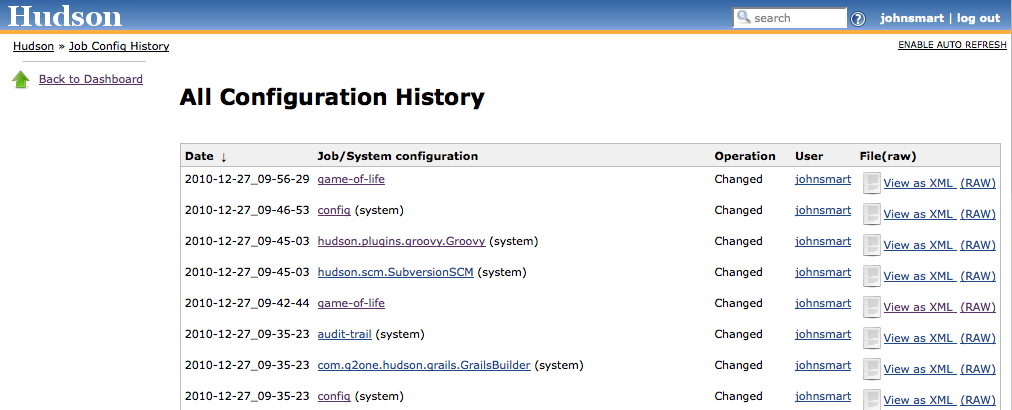 Hudson
search
johnsmart | log out
Hudson » Job Config History
ENABLE AUTO REFRESH
Back to Dashboard
All Configuration History
Date ↓ Job/System configuration Operation User File(raw)
2010-12-27_09-56-29 game-of-life Changed johnsmart View as XML (RAW)
2010-12-27_09-46-53 config (system) Changed johnsmart View as XML (RAW)
2010-12-27_09-45-03 hudson.plugins.groovy.Groovy (system) Changed johnsmart View as XML (RAW)
2010-12-27_09-45-03 hudson.scm.SubversionSCM (system) Changed johnsmart View as XML (RAW)
2010-12-27_09-42-44 game-of-life Changed johnsmart View as XML (RAW)
2010-12-27_09-35-23 audit-trail (system) Changed johnsmart View as XML (RAW)
2010-12-27_09-35-23 com.g2one.hudson.grails.GrailsBuilder (system) Changed johnsmart View as XML (RAW)
2010-12-27_09-35-23 config (system) Changed johnsmart View as XML (RAW)